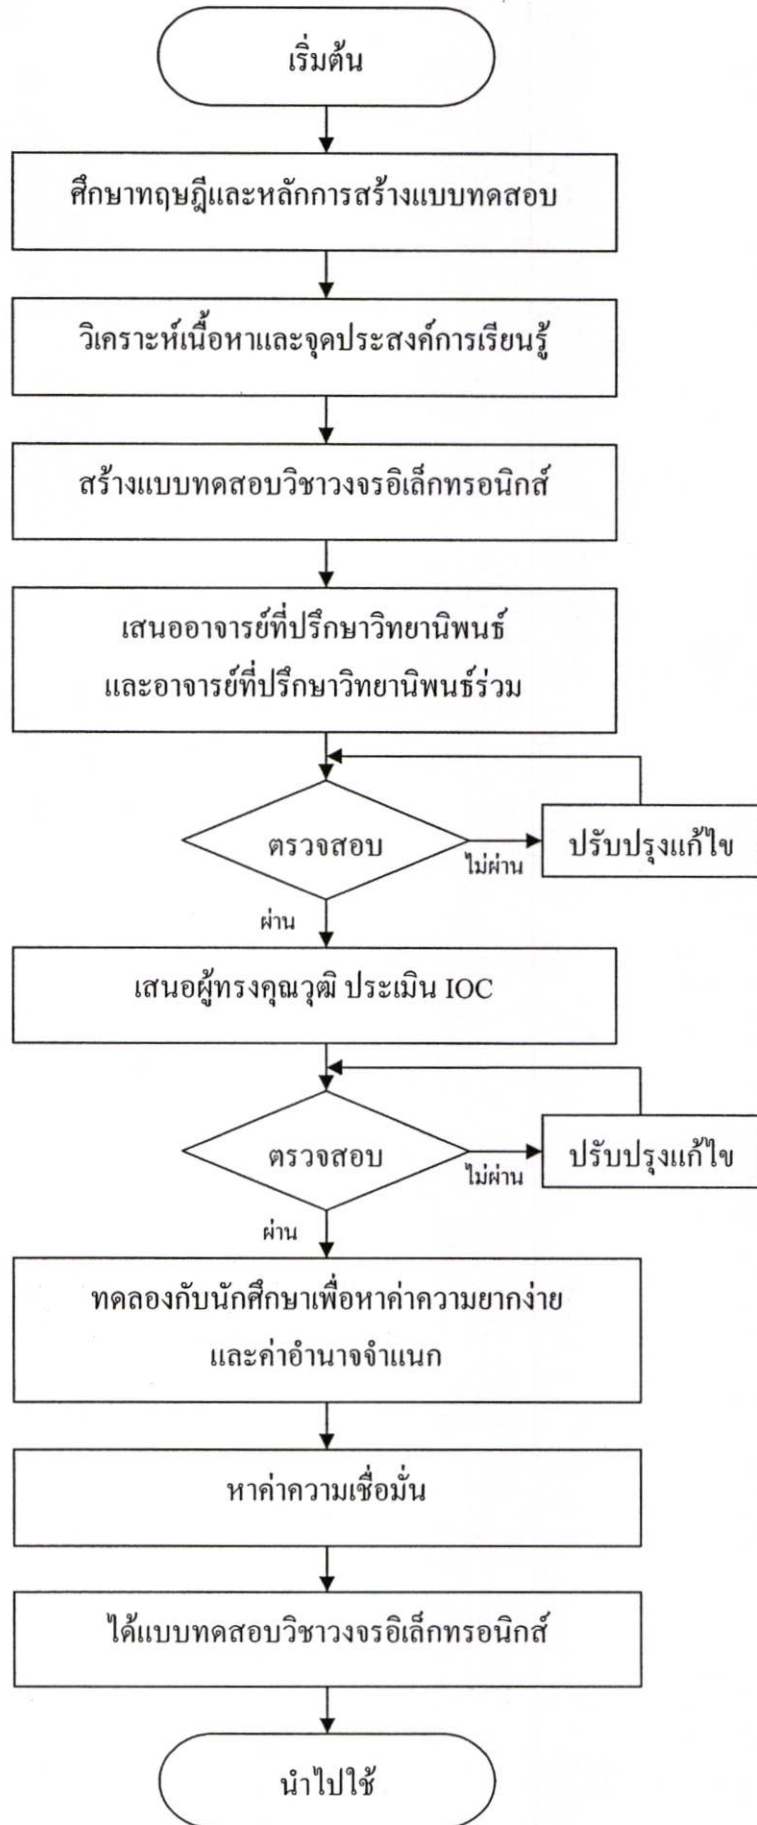 เริ่มต้น
ศึกษาทฤษฎีและหลักการสร้างแบบทดสอบ
วิเคราะห์เนื้อหาและจุดประสงค์การเรียนรู้
สร้างแบบทดสอบวิชาวงจรอิเล็กทรอนิกส์
เสนออาจารย์ที่ปรึกษาวิทยานิพนธ์
และอาจารย์ที่ปรึกษาวิทยานิพนธ์ร่วม
ตรวจสอบ
ไม่ผ่าน
ปรับปรุงแก้ไข
ผ่าน
เสนอผู้ทรงคุณวุฒิ ประเมิน IOC
ตรวจสอบ
ไม่ผ่าน
ปรับปรุงแก้ไข
ผ่าน
ทดลองกับนักศึกษาเพื่อหาค่าความยากง่าย
และค่าอำนาจจำแนก
หาค่าความเชื่อมั่น
ได้แบบทดสอบวิชาวงจรอิเล็กทรอนิกส์
นำไปใช้